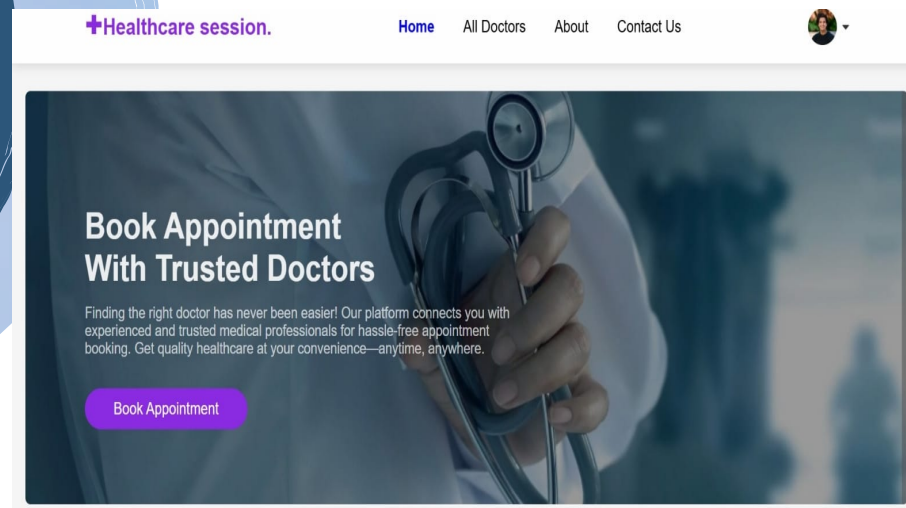 +Healthcare session.
Home All Doctors About Contact Us
Book Appointment
With Trusted Doctors
Finding the right doctor has never been easier! Our platform connects you with
experienced and trusted medical professionals for hassle-free appointment
booking. Get quality healthcare at your convenience—anytime, anywhere.
Book Appointment